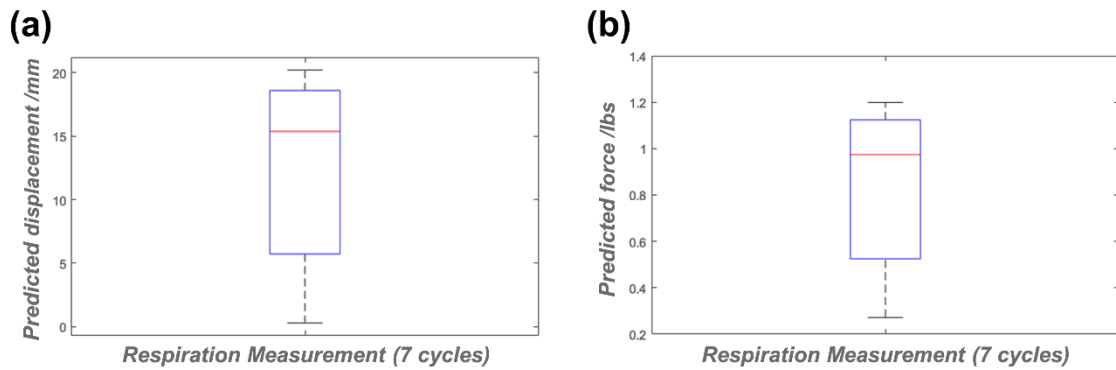 (a)
Predicted displacement /mm
20
15
10
5
0
Respiration Measurement (7 cycles)
(b)
Predicted force /lbs
1.4
1.2
1
0.8
0.6
0.4
0.2
Respiration Measurement (7 cycles)